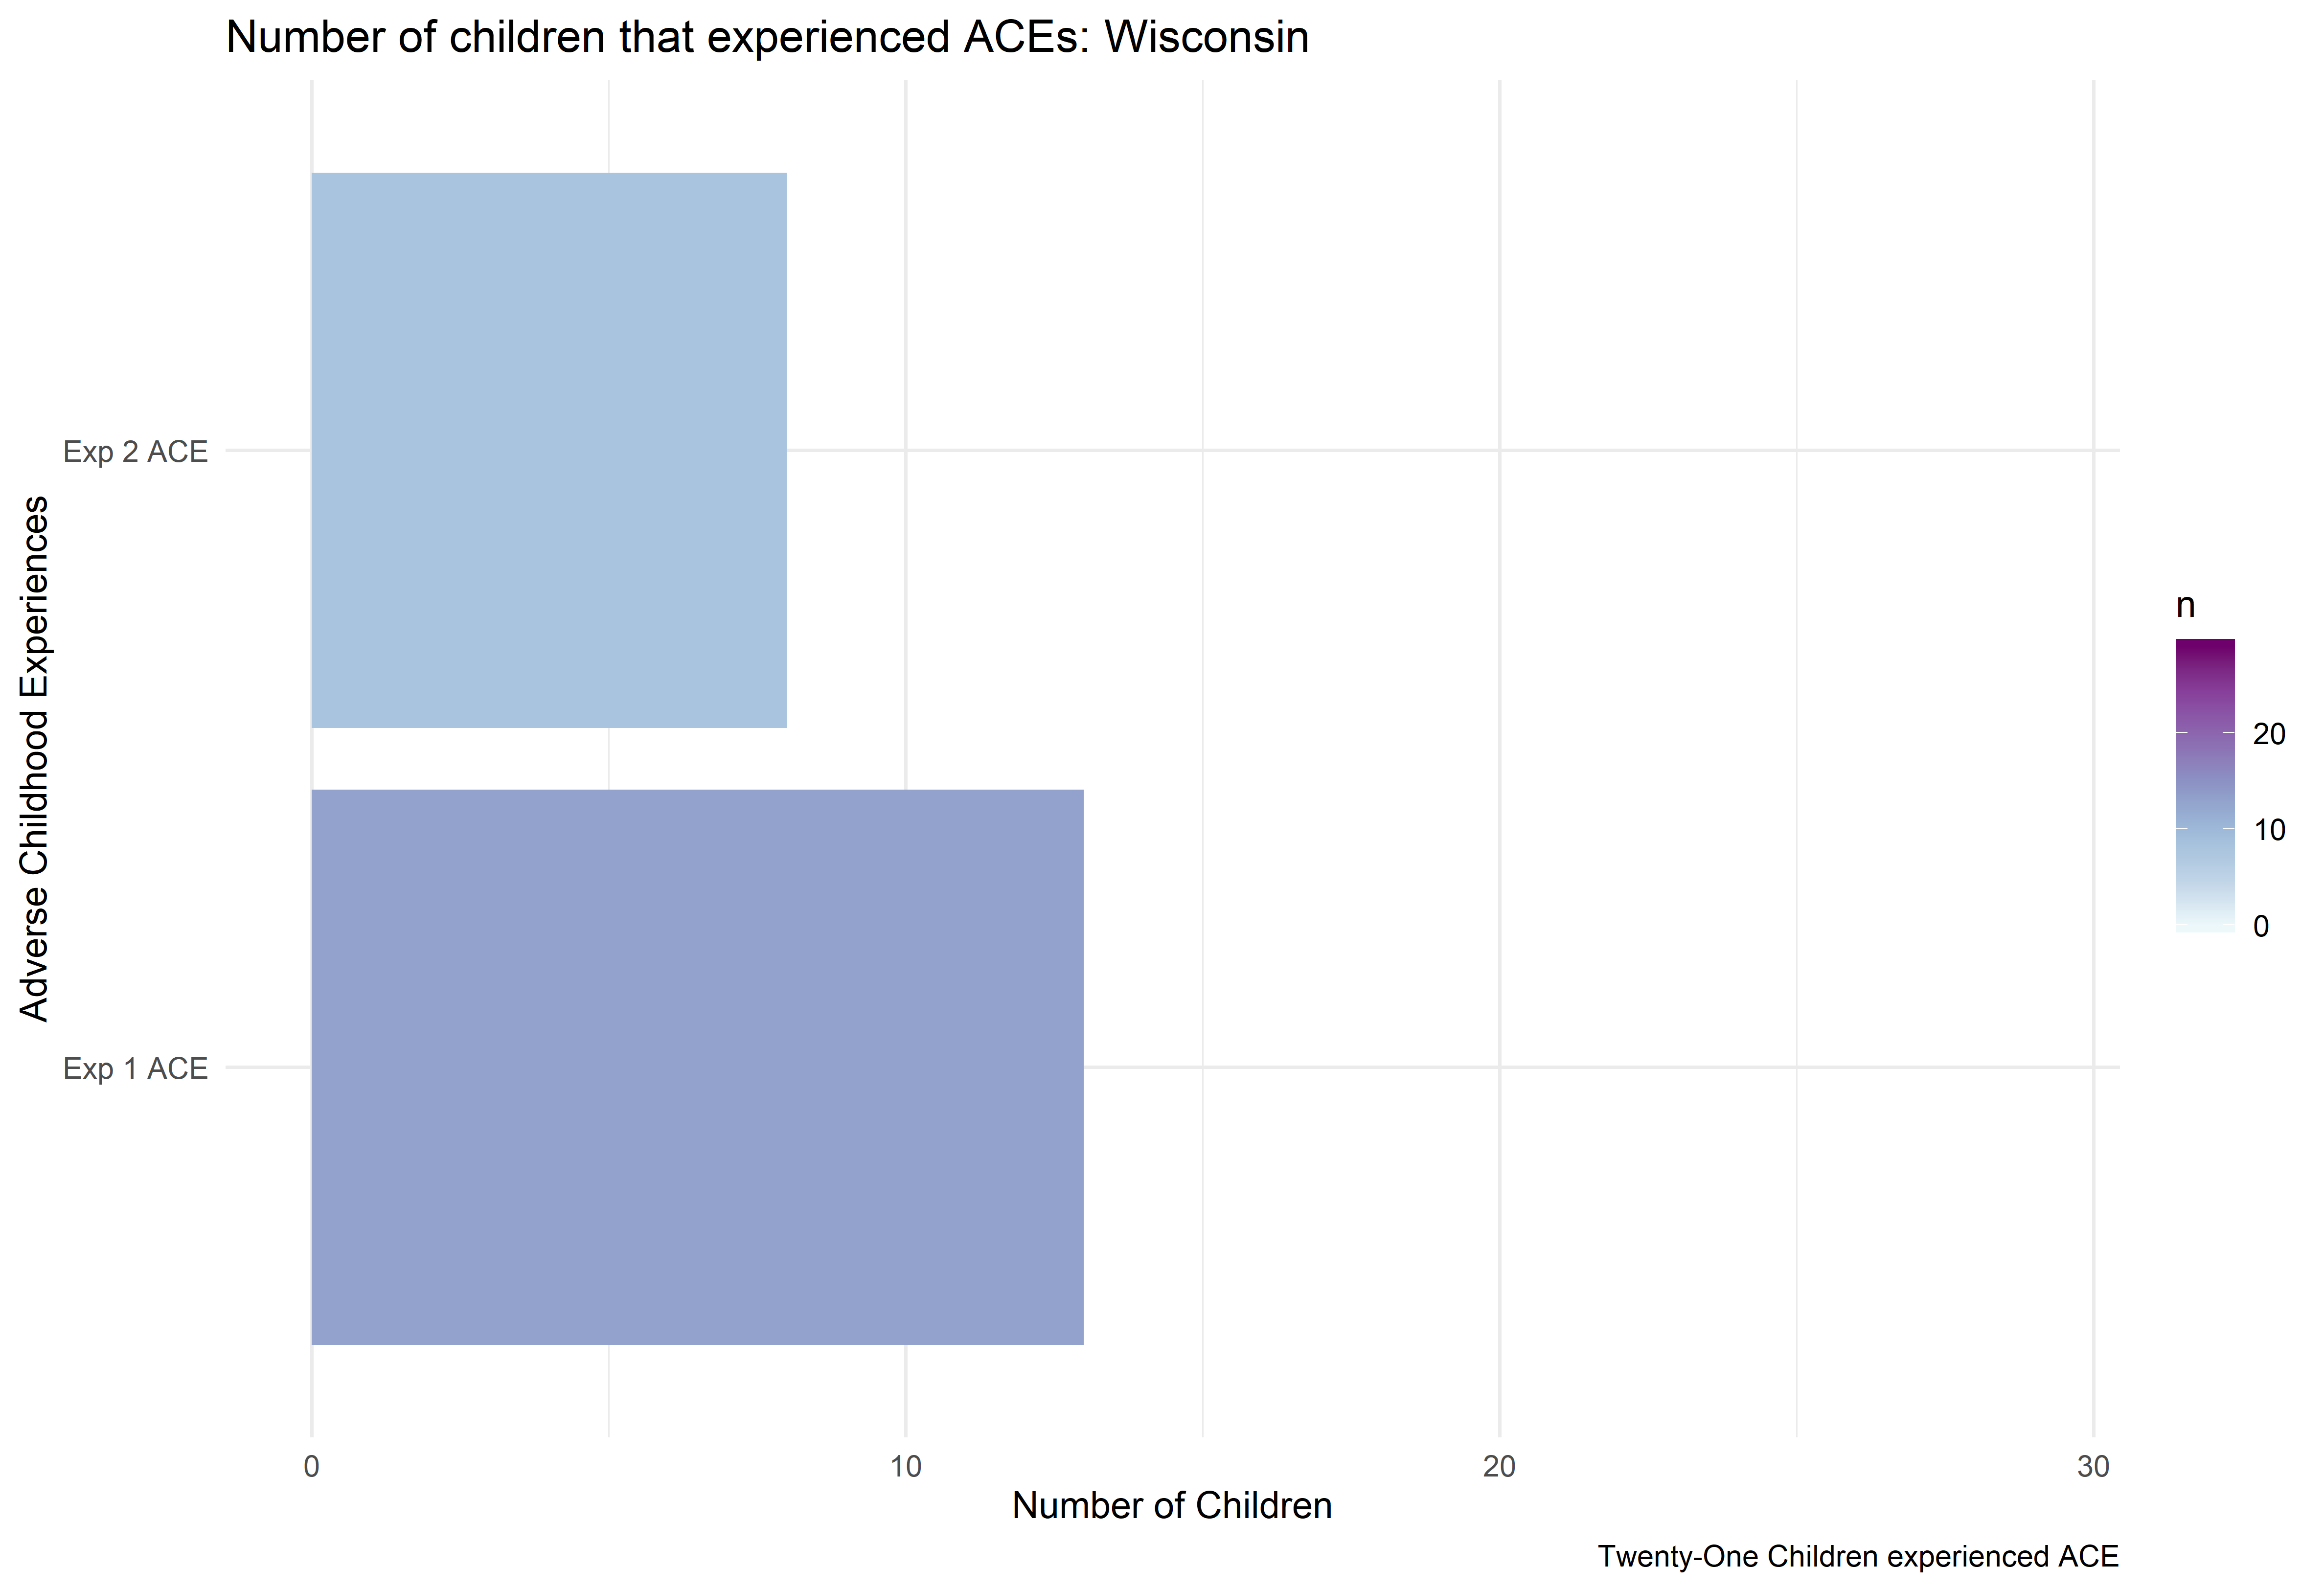 Number of children that experienced ACEs: Wisconsin
Adverse Childhood Experiences
Exp 2 ACE
Exp 1 ACE
0
10
20
30
Number of Children
n
20
10
0
Twenty-One Children experienced ACE